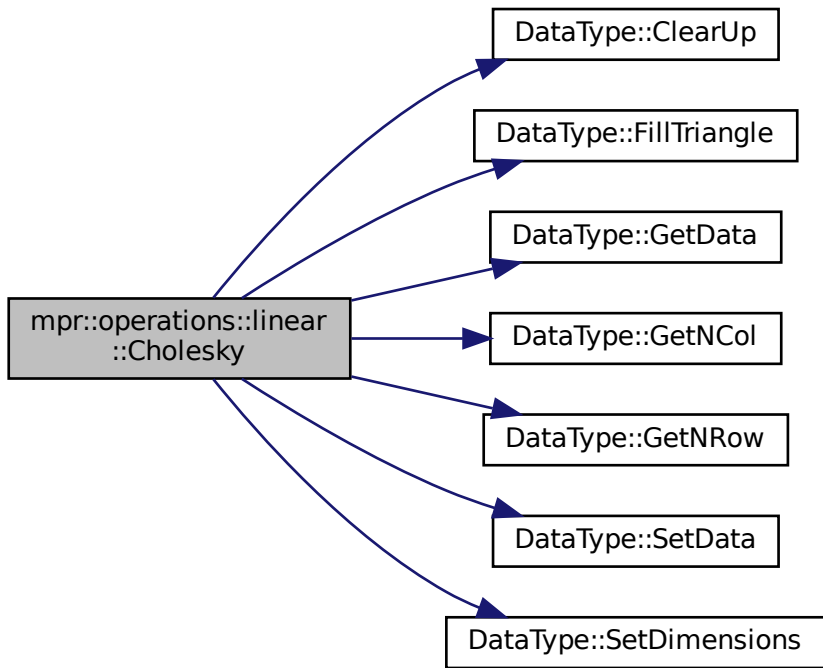 DataType::ClearUp
DataType::FillTriangle
DataType::GetData
mpr::operations::linear
::Cholesky
DataType::GetNCol
DataType::GetNRow
DataType::SetData
DataType::SetDimensions